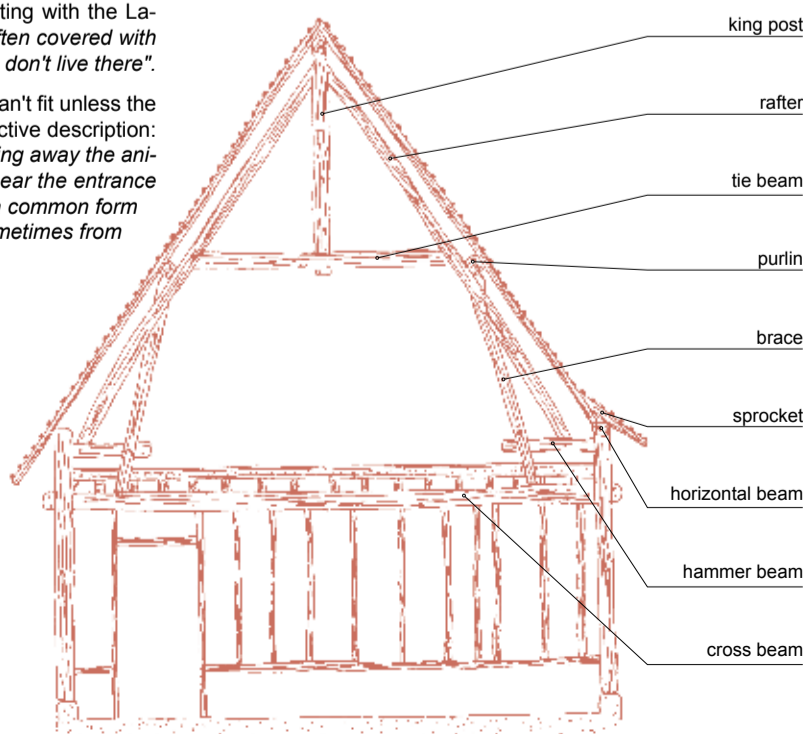 ting with the La-
ften covered with
don't live there".
an't fit unless the
ctive description:
ing away the ani-
ear the entrance
common form
metimes from
king post
rafter
tie beam
purlin
brace
sprocket
horizontal beam
hammer beam
cross beam